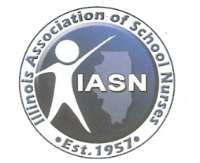 Illinois Association of School Nurses
IASN
•Est.1957•